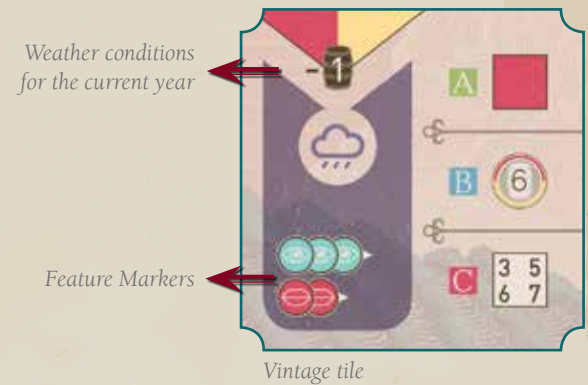 Weather conditions
for the current year
-1
A
B 6
C 3 5
6 7
Feature Markers
Vintage tile